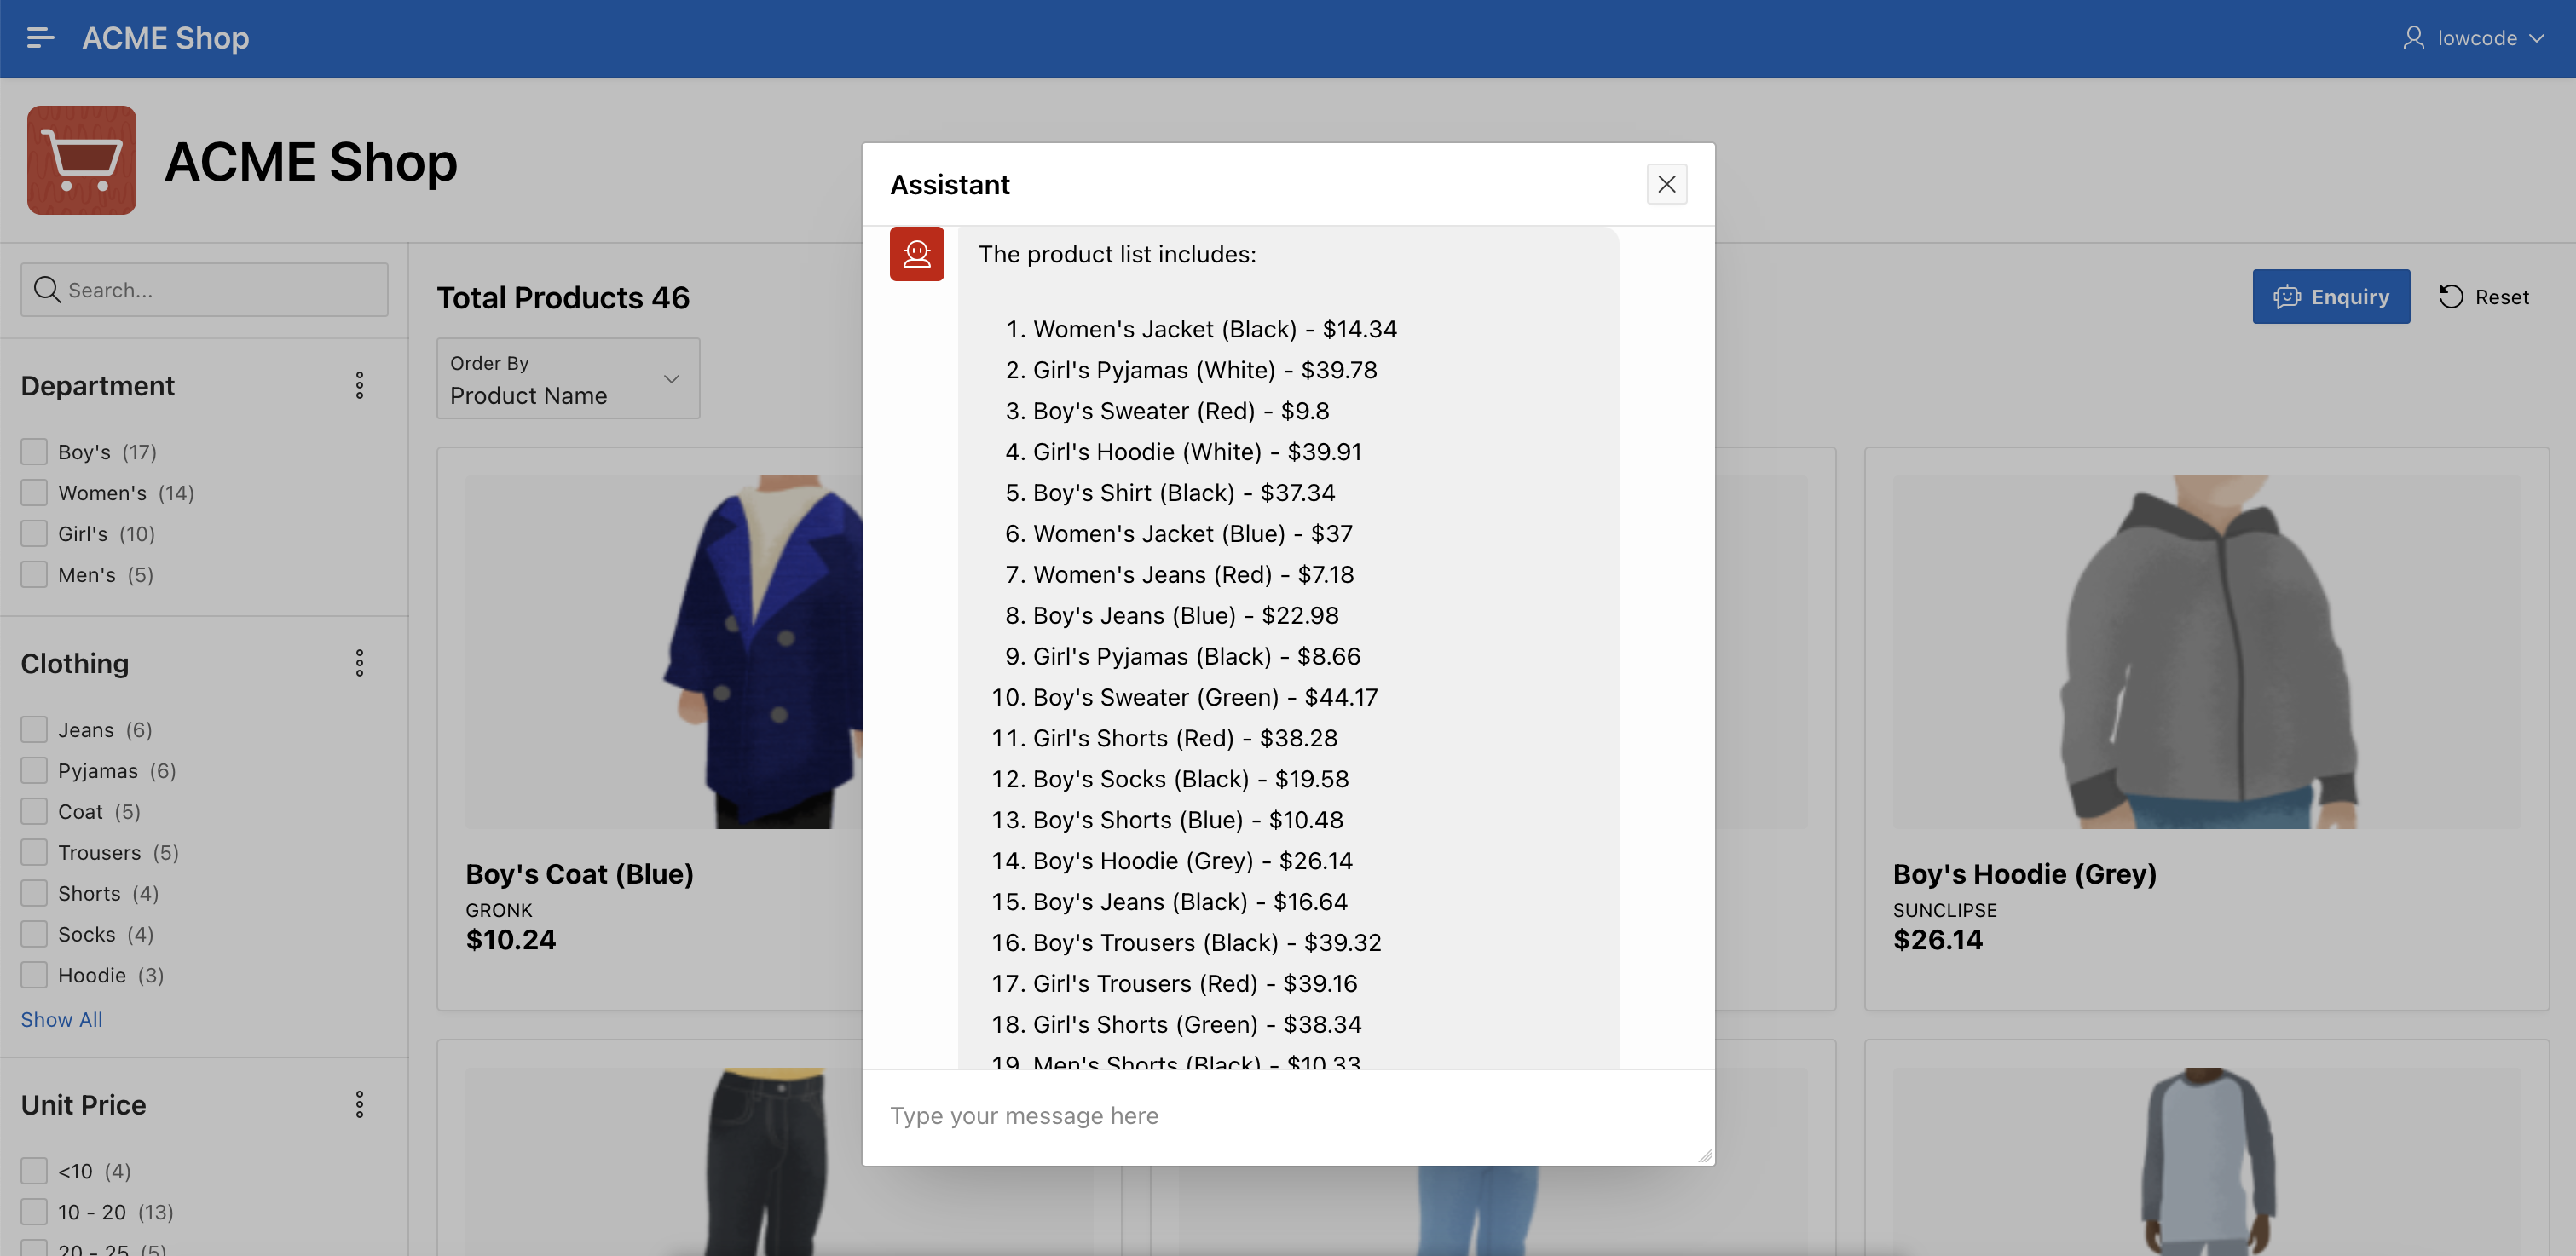 ACME Shop
lowcode
ACME Shop
Search...
Department
Boy's (17)
Women's (14)
Girl's (10)
Men's (5)
Clothing
Jeans (6)
Pyjamas (6)
Coat (5)
Trousers (5)
Shorts (4)
Socks (4)
Hoodie (3)
Show All
Unit Price
<10 (4)
10 - 20 (13)
20 - 25 (5)
Total Products 46
Enquiry
Reset
Order By
Product Name
Boy's Coat (Blue)
GRONK
$10.24
Boy's Hoodie (Grey)
SUNCLIPSE
$26.14
Assistant
The product list includes:
1. Women's Jacket (Black) - $14.34
2. Girl's Pyjamas (White) - $39.78
3. Boy's Sweater (Red) - $9.8
4. Girl's Hoodie (White) - $39.91
5. Boy's Shirt (Black) - $37.34
6. Women's Jacket (Blue) - $37
7. Women's Jeans (Red) - $7.18
8. Boy's Jeans (Blue) - $22.98
9. Girl's Pyjamas (Black) - $8.66
10. Boy's Sweater (Green) - $44.17
11. Girl's Shorts (Red) - $38.28
12. Boy's Socks (Black) - $19.58
13. Boy's Shorts (Blue) - $10.48
14. Boy's Hoodie (Grey) - $26.14
15. Boy's Jeans (Black) - $16.64
16. Boy's Trousers (Black) - $39.32
17. Girl's Trousers (Red) - $39.16
18. Girl's Shorts (Green) - $38.34
19. Men's Shorts (Black) - $10.33
Type your message here